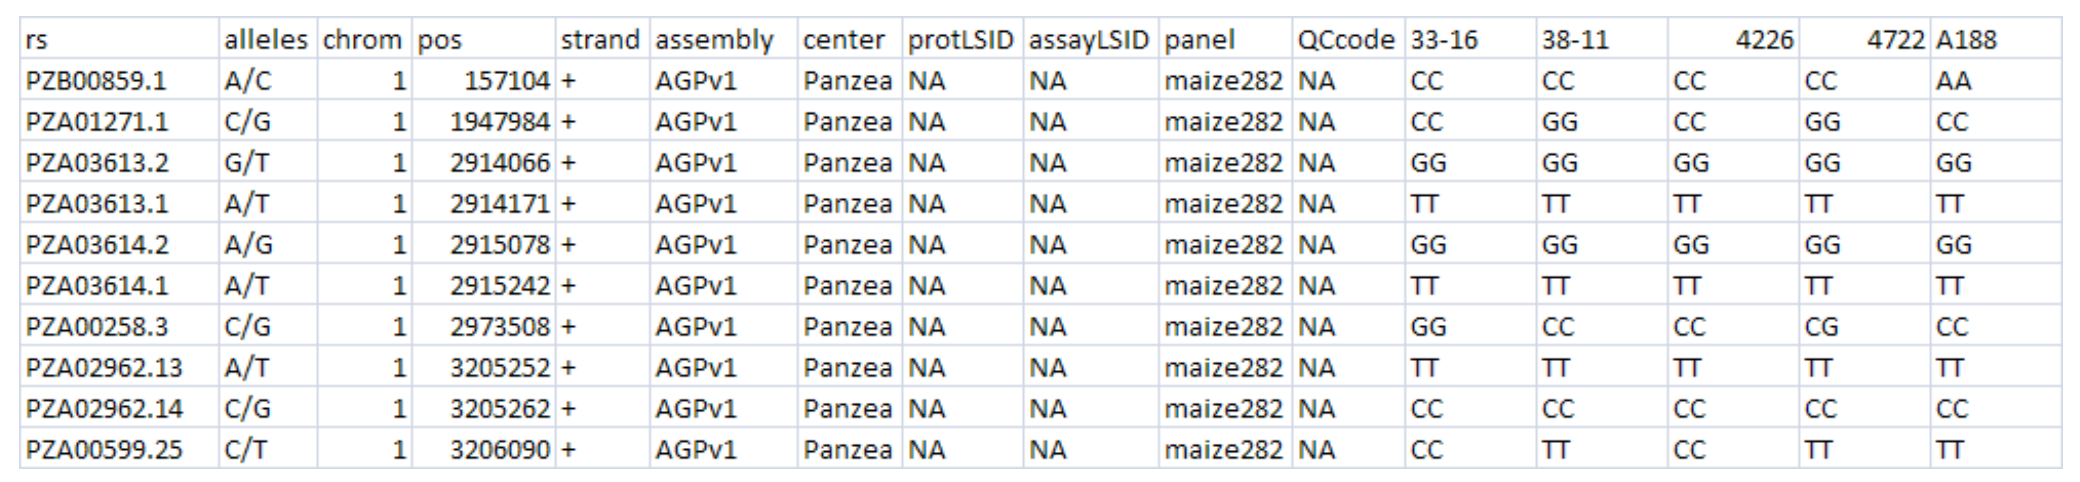 rs alleles chrom pos strand assembly center protLSID assayLSID panel QCcode 33-16 38-11 4226 4722 A188
PZB00859.1 A/C 1 157104 + AGPv1 Panzea NA NA maize282 NA CC CC CC CC AA
PZA01271.1 C/G 1 1947984 + AGPv1 Panzea NA NA maize282 NA CC GG CC GG CC
PZA03613.2 G/T 1 2914066 + AGPv1 Panzea NA NA maize282 NA GG GG GG GG GG
PZA03613.1 A/T 1 2914171 + AGPv1 Panzea NA NA maize282 NA TT TT TT TT TT
PZA03614.2 A/G 1 2915078 + AGPv1 Panzea NA NA maize282 NA GG GG GG GG GG
PZA03614.1 A/T 1 2915242 + AGPv1 Panzea NA NA maize282 NA TT TT TT TT TT
PZA00258.3 C/G 1 2973508 + AGPv1 Panzea NA NA maize282 NA GG CC CC CG CC
PZA02962.13 A/T 1 3205252 + AGPv1 Panzea NA NA maize282 NA TT TT TT TT TT
PZA02962.14 C/G 1 3205262 + AGPv1 Panzea NA NA maize282 NA CC CC CC CC CC
PZA00599.25 C/T 1 3206090 + AGPv1 Panzea NA NA maize282 NA CC TT CC TT TT